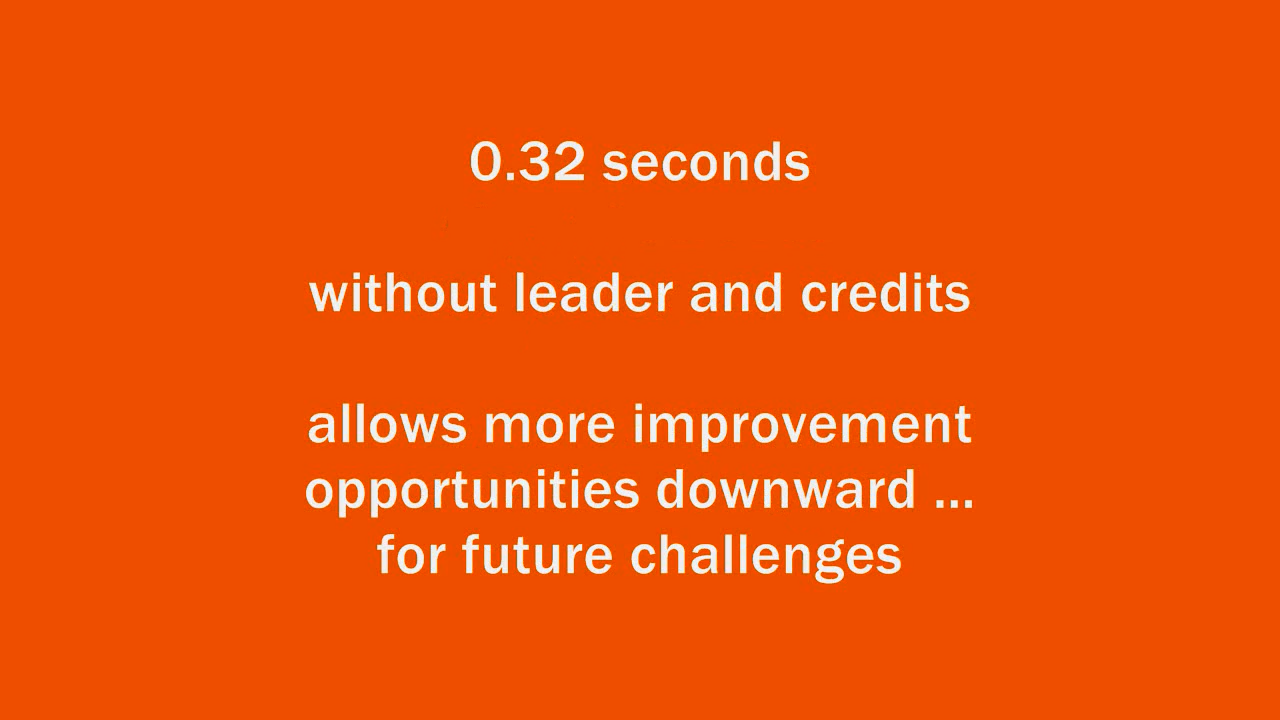 0.32 seconds
without leader and credits
allows more improvement
opportunities downward ...
for future challenges